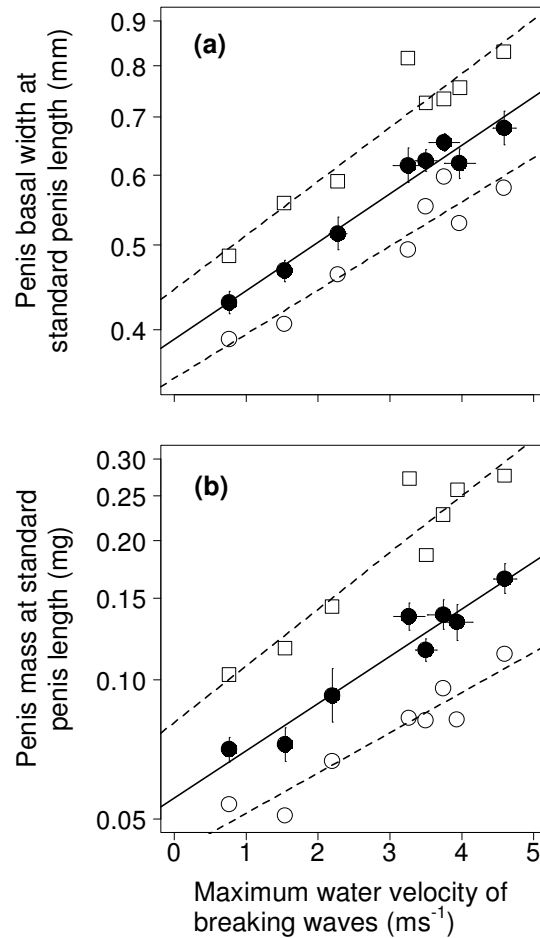 (a)
0.9
0.8
0.7
0.6
0.5
0.4
Penis basal width at
standard penis length (mm)
(b)
0.30
0.25
0.20
0.15
0.10
0.05
Penis mass at standard
penis length (mg)
0 1 2 3 4 5
Maximum water velocity of
breaking waves (ms⁻¹)